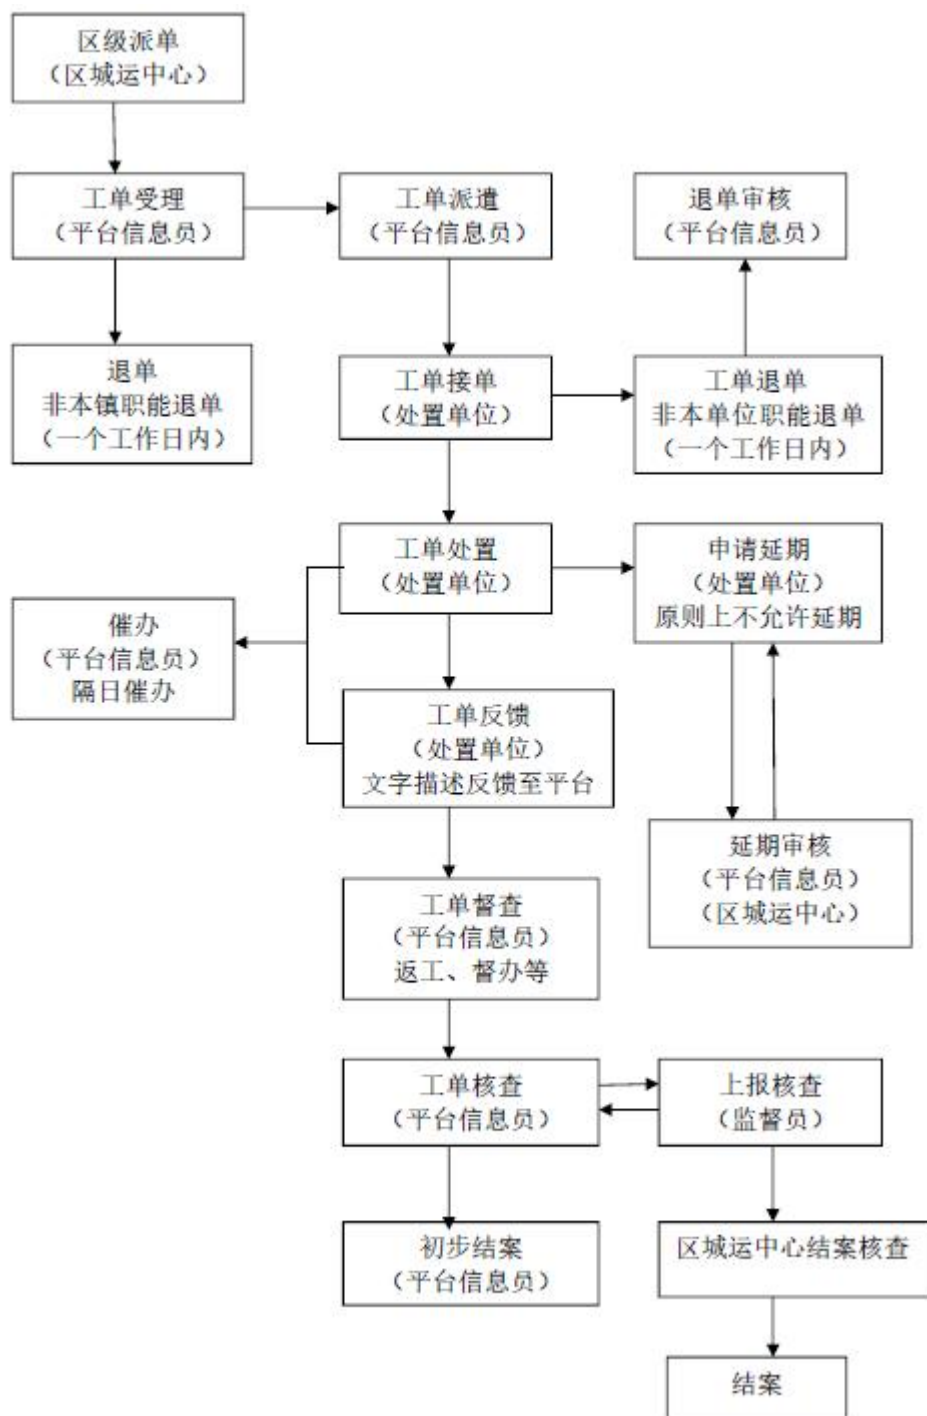 区级派单
（区城运中心）
工单受理
（平台信息员）
工单派遣
（平台信息员）
退单审核
（平台信息员）
退单
非本镇职能退单
（一个工作日内）
工单接单
（处置单位）
工单退单
非本单位职能退单
（一个工作日内）
工单处置
（处置单位）
申请延期
（处置单位）
原则上不允许延期
催办
（平台信息员）
隔日催办
工单反馈
（处置单位）
文字描述反馈至平台
延期审核
（平台信息员）
（区城运中心）
工单督查
（平台信息员）
返工、督办等
工单核查
（平台信息员）
上报核查
（监督员）
初步结案
（平台信息员）
区城运中心结案核查
结案